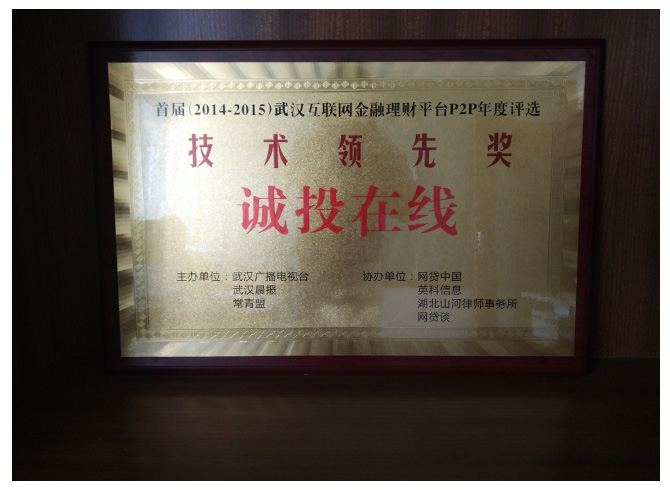 首届(2014-2015)武汉互联网金融理财平台P2P年度评选
技术领先奖
诚投在线
主办单位：武汉广播电视台
武汉晨报
常青盟
协办单位：网贷中国
英科信息
湖北山河律师事务所
网贷谈